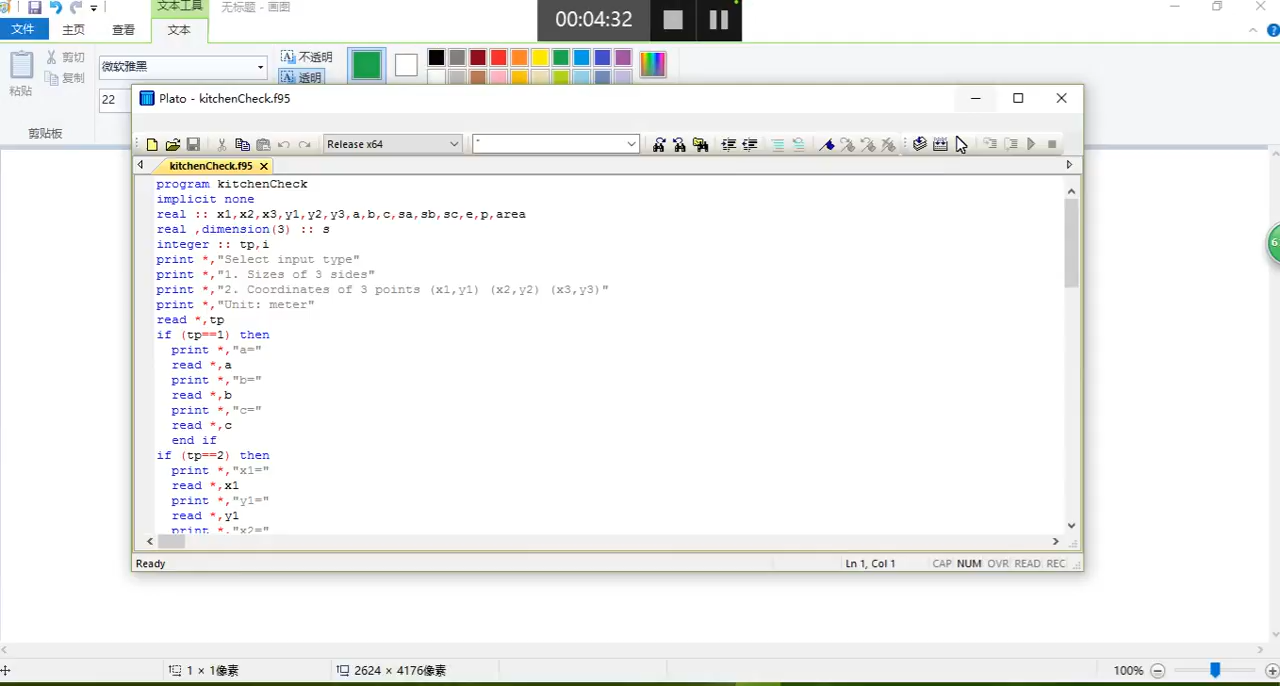 文本工具
无标题 - 画图
00:04:32
文件
主页
查看
文本
粘贴
剪切
复制
剪贴板
微软雅黑
22
不透明
透明
Plato - kitchenCheck.f95
Release x64
kitchenCheck.f95
program kitchenCheck
implicit none
real :: x1,x2,x3,y1,y2,y3,a,b,c,sa,sb,sc,e,p,area
real ,dimension(3) :: s
integer :: tp,i
print *,"Select input type"
print *,"1. Sizes of 3 sides"
print *,"2. Coordinates of 3 points (x1,y1) (x2,y2) (x3,y3)"
print *,"Unit: meter"
read *,tp
if (tp==1) then
print *,"a="
read *,a
print *,"b="
read *,b
print *,"c="
read *,c
end if
if (tp==2) then
print *,"x1="
read *,x1
print *,"y1="
read *,y1
print *,"x2="
Ready
Ln 1, Col 1
CAP NUM OVR READ REC
6
1 × 1像素
2624 × 4176像素
100%